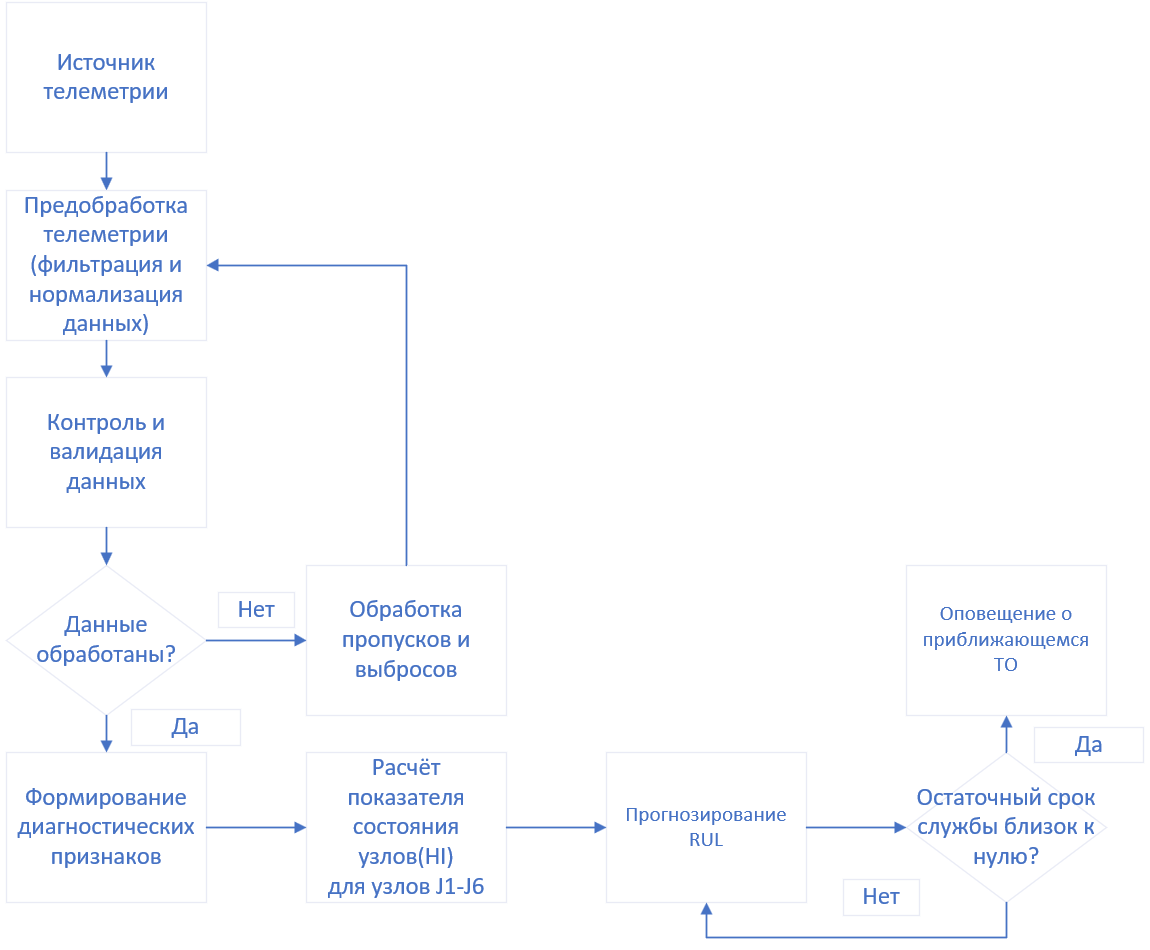 Источник
телеметрии
Предобработка
телеметрии
(фильтрация и
нормализация
данных)
Контроль и
валидация
данных
Данные
обработаны?
Нет
Обработка
пропусков и
выбросов
Да
Формирование
диагностических
признаков
Расчёт
показателя
состояния
узлов(HI)
для узлов J1-J6
Прогнозирование
RUL
Остаточный срок
службы близок к
нулю?
Нет
Да
Оповещение о
приближающемся
ТО